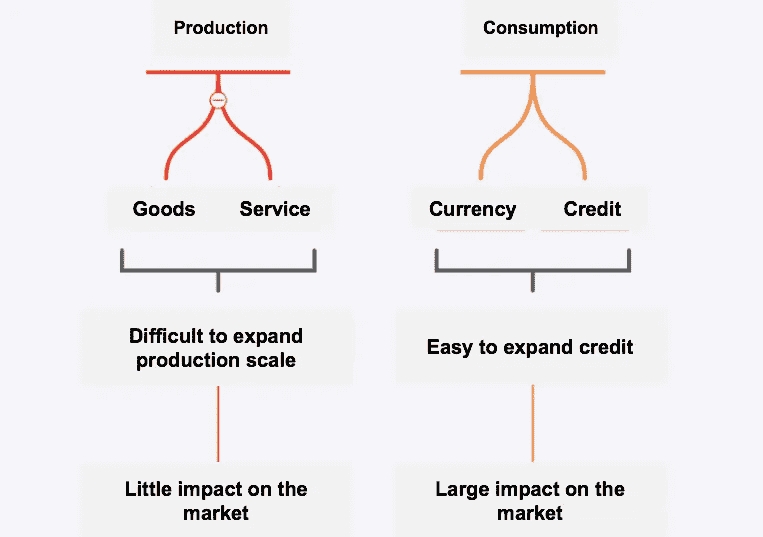 Production
Consumption
Goods
Service
Currency
Credit
Difficult to expand
production scale
Easy to expand credit
Little impact on the
market
Large impact on the
market